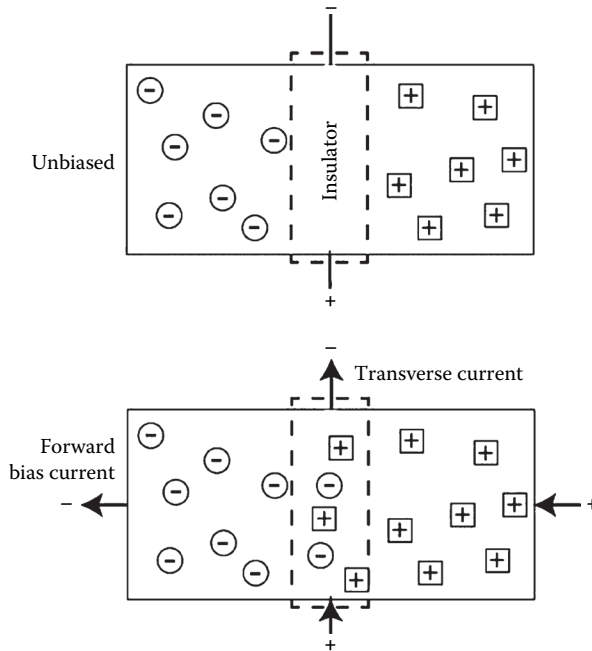 −
Unbiased
Insulator
+
−
Transverse current
Forward
bias current
−
+
+